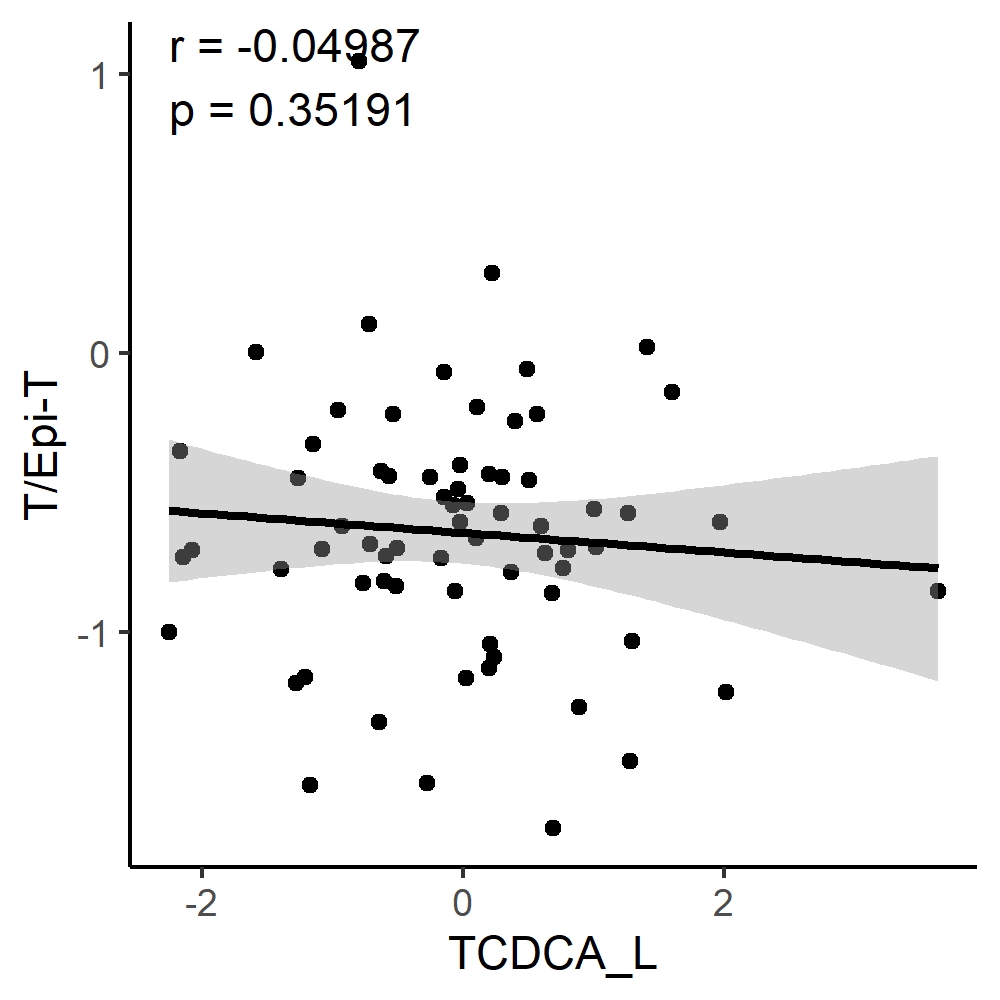 r = -0.04987
p = 0.35191
T/Epi-T
1
0
-1
-2
0
2
TCDCA_L